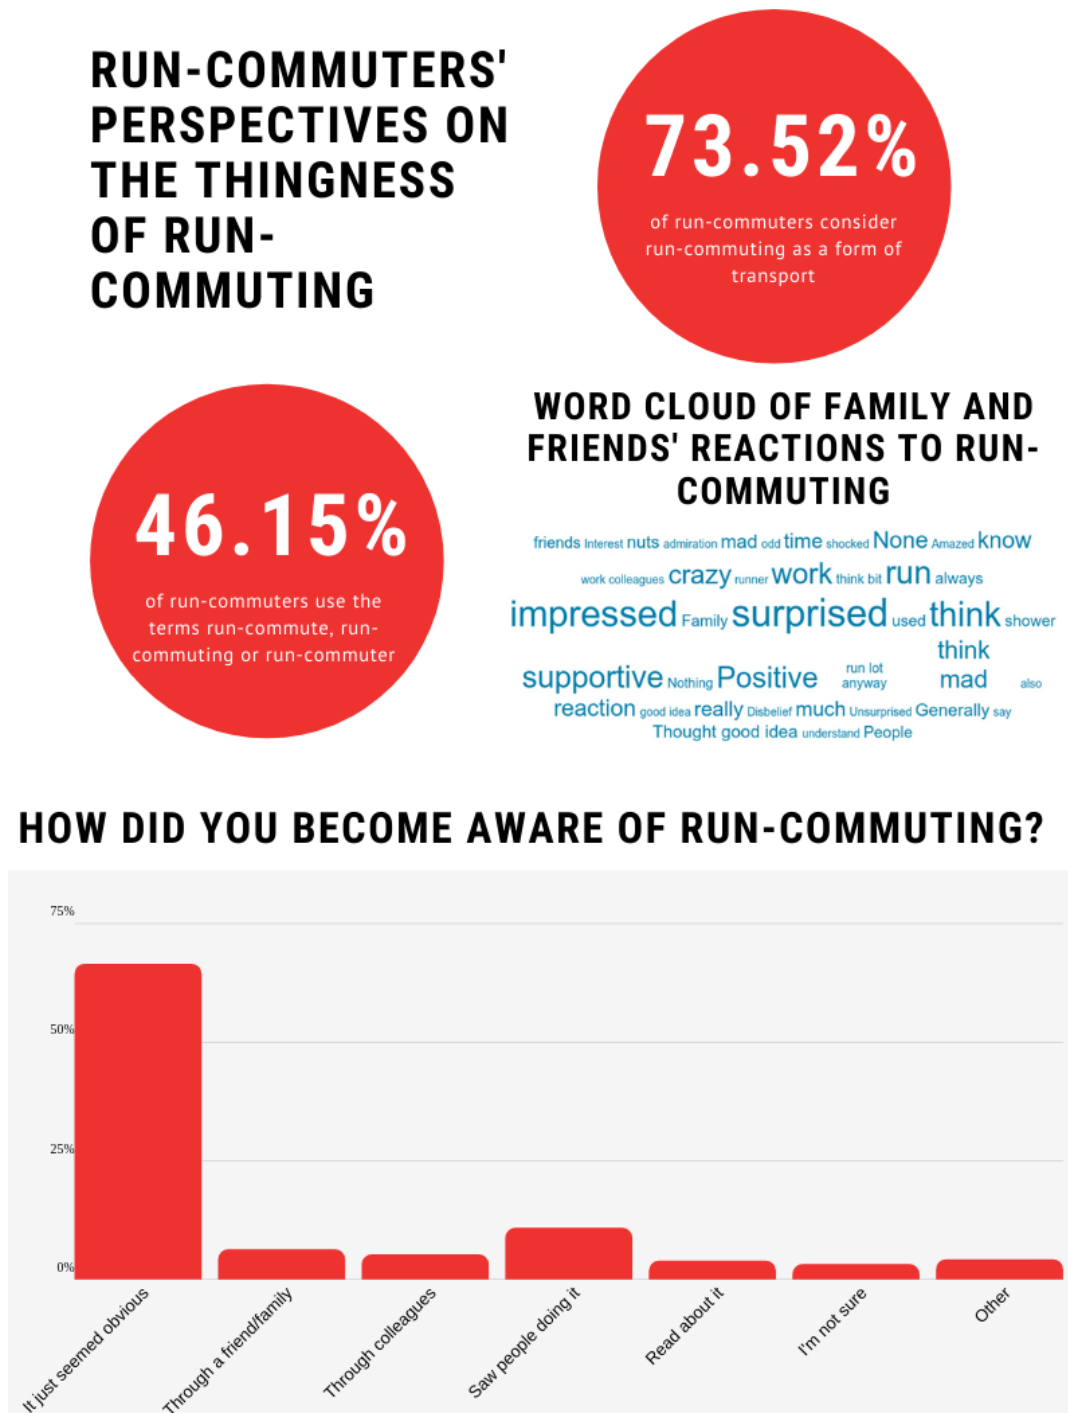 RUN-COMMUTERS'
PERSPECTIVES ON
THE THINGNESS
OF RUN-
COMMUTING
73.52%
of run-commuters consider
run-commuting as a form of
transport
46.15%
of run-commuters use the
terms run-commute, run-
commuting or run-commuter
WORD CLOUD OF FAMILY AND
FRIENDS' REACTIONS TO RUN-
COMMUTING
friends Interest nuts admiration mad odd time shocked None Amazed know
work colleagues crazy runner work think bit run always
impressed Family surprised used think shower
think
supportive Nothing Positive run lot anyway mad also
reaction good idea really Disbelief much Unsurprised Generally say
Thought good idea understand People
HOW DID YOU BECOME AWARE OF RUN-COMMUTING?
75%
50%
25%
0%
It just seemed obvious
Through a friend/family
Through colleagues
Saw people doing it
Read about it
I'm not sure
Other